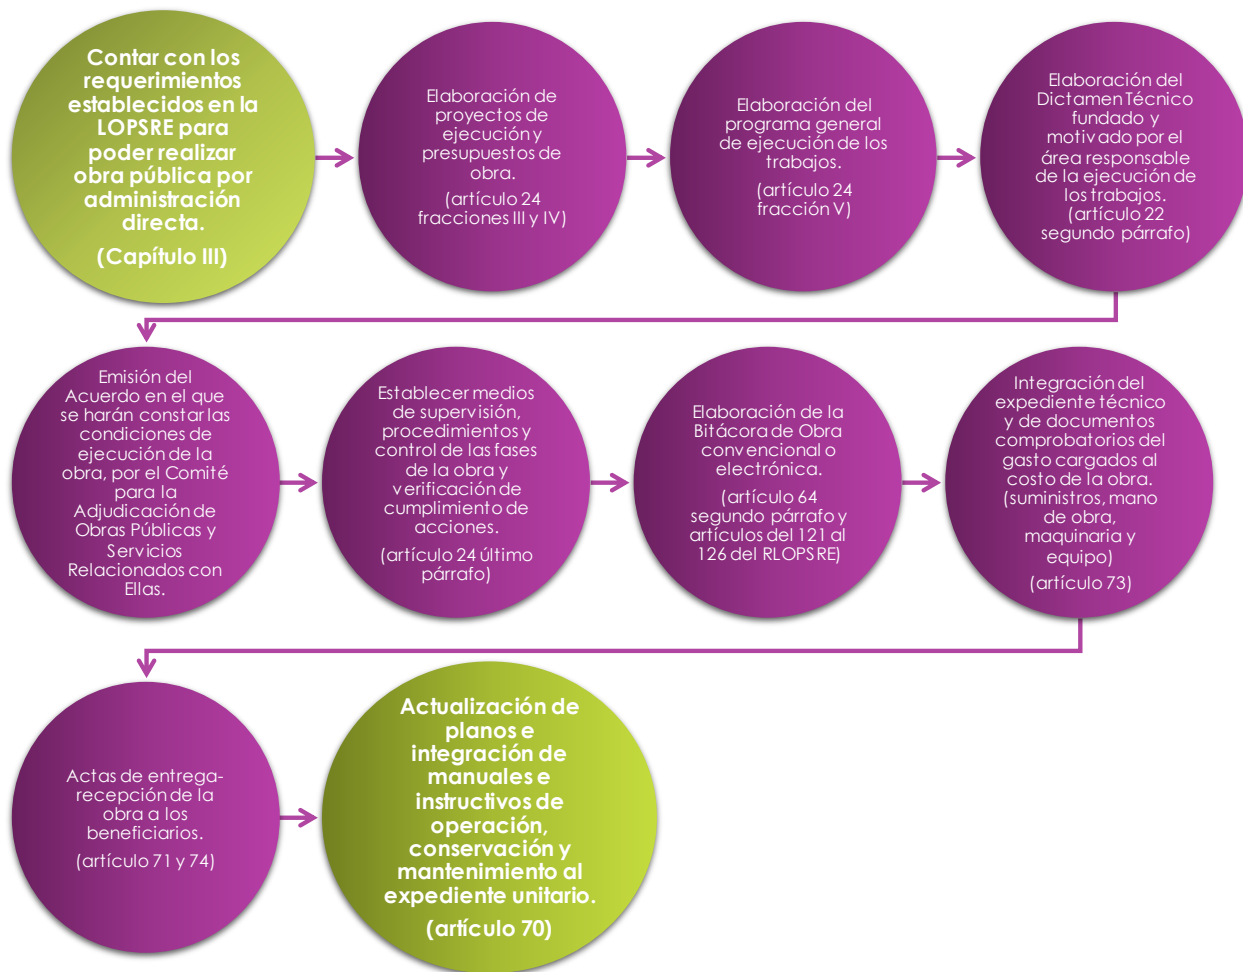 Contar con los
requerimientos
establecidos en la
LOPSRE para
poder realizar
obra pública por
administración
directa.
(Capítulo III)
Elaboración de
proyectos de
ejecución y
presupuestos de
obra.
(artículo 24
fracciones III y IV)
Elaboración del
programa general
de ejecución de los
trabajos.
(artículo 24
fracción V)
Elaboración del
Dictamen Técnico
fundado y
motivado por el
área responsable
de la ejecución de
los trabajos.
(artículo 22
segundo párrafo)
Emisión del
Acuerdo en el que
se harán constar las
condiciones de
ejecución de la
obra, por el Comité
para la
Adjudicación de
Obras Públicas y
Servicios
Relacionados con
Ellas.
Establecer medios
de supervisión,
procedimientos y
control de las fases
de la obra y
verificación de
cumplimiento de
acciones.
(artículo 24 último
párrafo)
Elaboración de la
Bitácora de Obra
convencional o
electrónica.
(artículo 64
segundo párrafo y
artículos del 121 al
126 del RLOPSRE)
Integración del
expediente técnico
y de documentos
comprobatorios del
gasto cargados al
costo de la obra.
(suministros, mano
de obra,
maquinaria y
equipo)
(artículo 73)
Actas de entrega-
recepción de la
obra a los
beneficiarios.
(artículo 71 y 74)
Actualización de
planos e
integración de
manuales e
instructivos de
operación,
conservación y
mantenimiento al
expediente unitario.
(artículo 70)